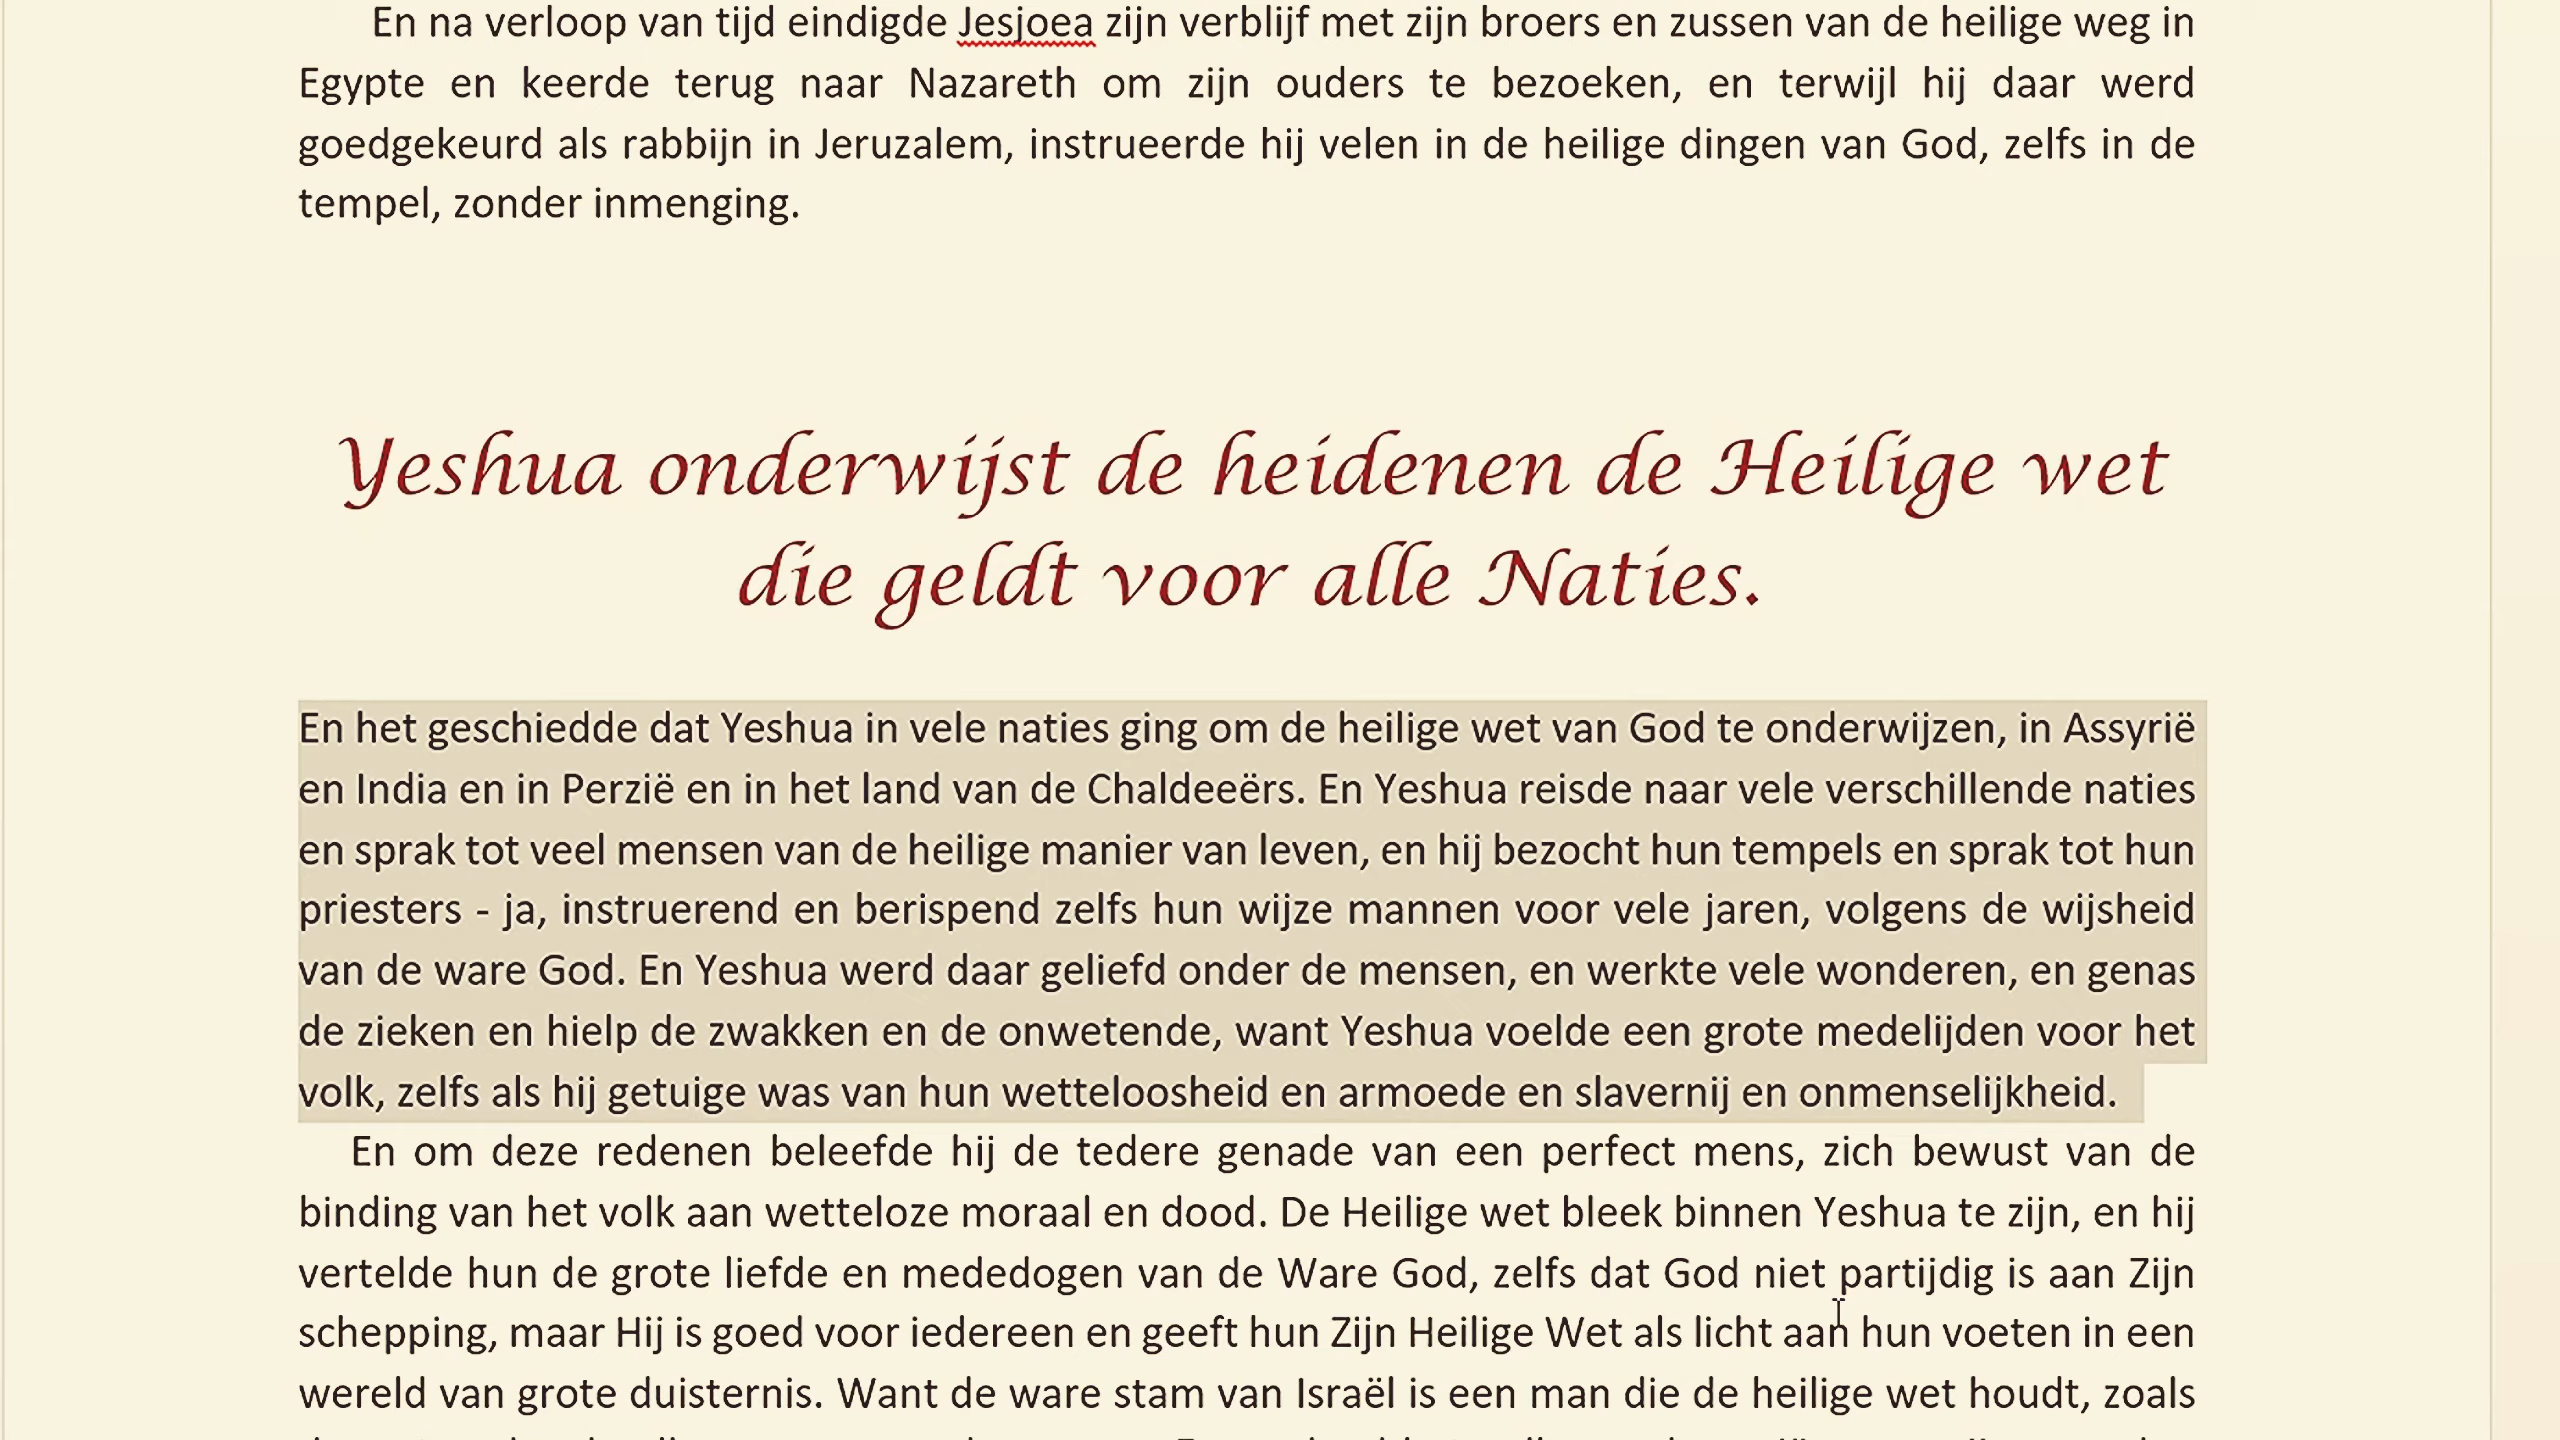 En na verloop van tijd eindigde Jesjoea zijn verblijf met zijn broers en zussen van de heilige weg in
Egypte en keerde terug naar Nazareth om zijn ouders te bezoeken, en terwijl hij daar werd
goedgekeurd als rabbijn in Jeruzalem, instrueerde hij velen in de heilige dingen van God, zelfs in de
tempel, zonder inmenging.
Yeshua onderwijst de heidenen de Heilige wet
die geldt voor alle Naties.
En het geschiedde dat Yeshua in vele naties ging om de heilige wet van God te onderwijzen, in Assyrië
en India en in Perzië en in het land van de Chaldeeërs. En Yeshua reisde naar vele verschillende naties
en sprak tot veel mensen van de heilige manier van leven, en hij bezocht hun tempels en sprak tot hun
priesters - ja, instruerend en berispend zelfs hun wijze mannen voor vele jaren, volgens de wijsheid
van de ware God. En Yeshua werd daar geliefd onder de mensen, en werkte vele wonderen, en genas
de zieken en hielp de zwakken en de onwetende, want Yeshua voelde een grote medelijden voor het
volk, zelfs als hij getuige was van hun wetteloosheid en armoede en slavernij en onmenselijkheid.
En om deze redenen beleefde hij de tedere genade van een perfect mens, zich bewust van de
binding van het volk aan wetteloze moraal en dood. De Heilige wet bleek binnen Yeshua te zijn, en hij
vertelde hun de grote liefde en mededogen van de Ware God, zelfs dat God niet partijdig is aan Zijn
schepping, maar Hij is goed voor iedereen en geeft hun Zijn Heilige Wet als licht aan hun voeten in een
wereld van grote duisternis. Want de ware stam van Israël is een man die de heilige wet houdt, zoals